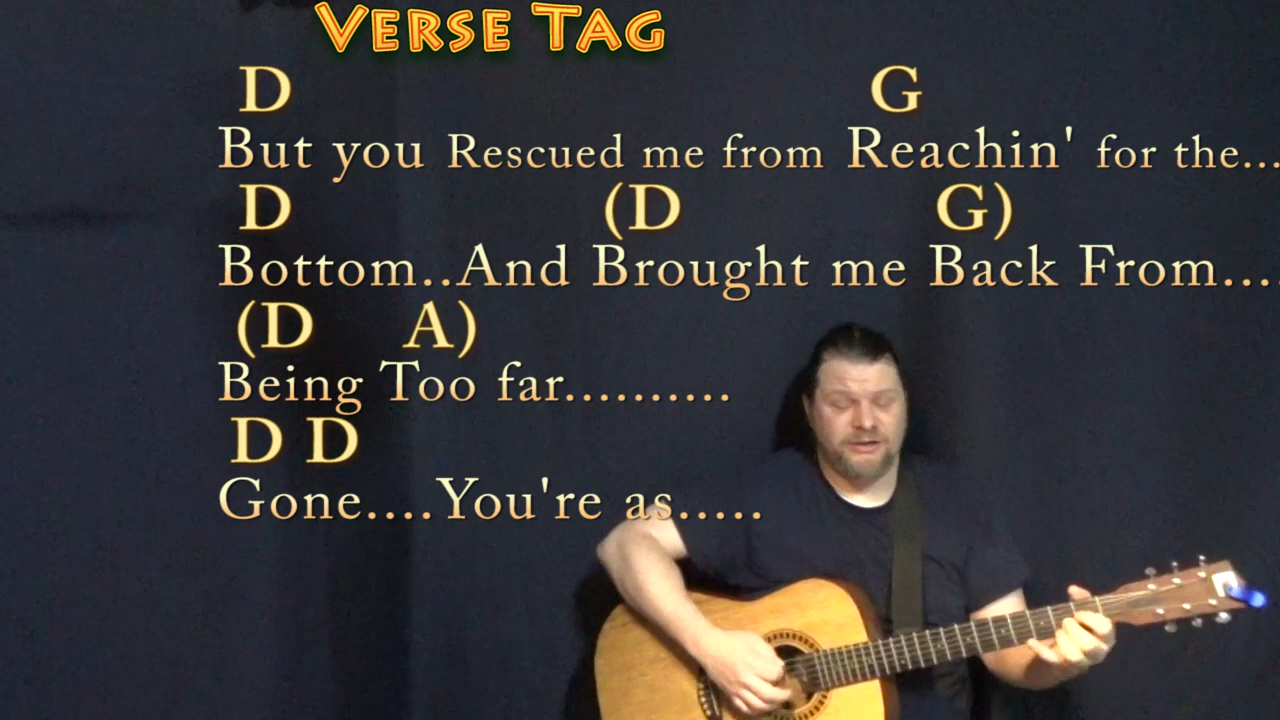 Verse Tag
D G
But you Rescued me from Reachin' for the...
D (D G)
Bottom..And Brought me Back From....
(D A)
Being Too far..........
D D
Gone....You're as.....